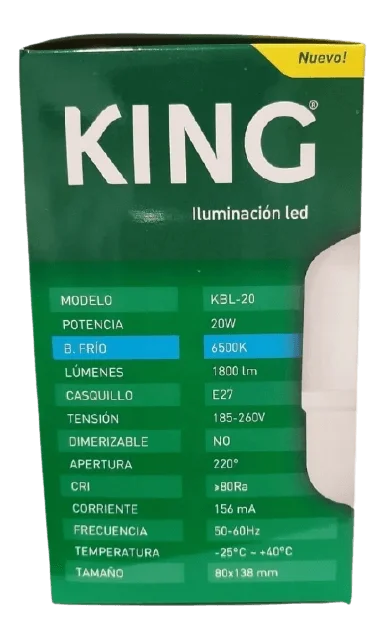 Nuevo!
KING®
Iluminación led
MODELO KBL-20
POTENCIA 20W
B. FRÍO 6500K
LÚMENES 1800 lm
CASQUILLO E27
TENSIÓN 185-260V
DIMERIZABLE NO
APERTURA 220°
CRI ≥80Ra
CORRIENTE 156 mA
FRECUENCIA 50-60Hz
TEMPERATURA -25°C ~ +40°C
TAMAÑO 80x138 mm